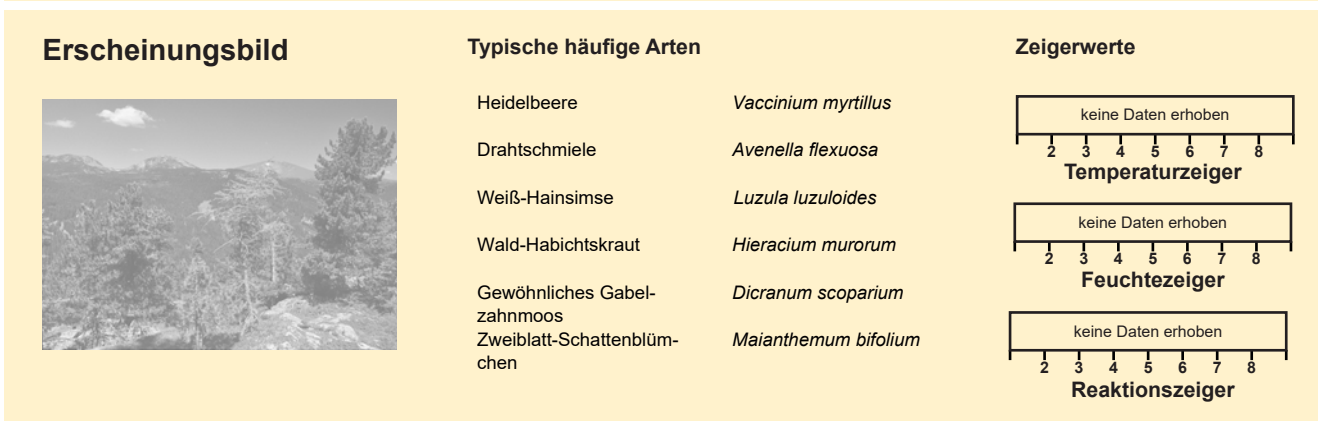 Erscheinungsbild
Typische häufige Arten
Heidelbeere Vaccinium myrtillus
Drahtschmiele Avenella flexuosa
Weiß-Hainsimse Luzula luzuloides
Wald-Habichtskraut Hieracium murorum
Gewöhnliches Gabel- Dicranum scoparium
zahnmoos
Zweiblatt-Schattenblüm- Maianthemum bifolium
chen
Zeigerwerte
keine Daten erhoben
2 3 4 5 6 7 8
Temperaturzeiger
keine Daten erhoben
2 3 4 5 6 7 8
Feuchtezeiger
keine Daten erhoben
2 3 4 5 6 7 8
Reaktionszeiger